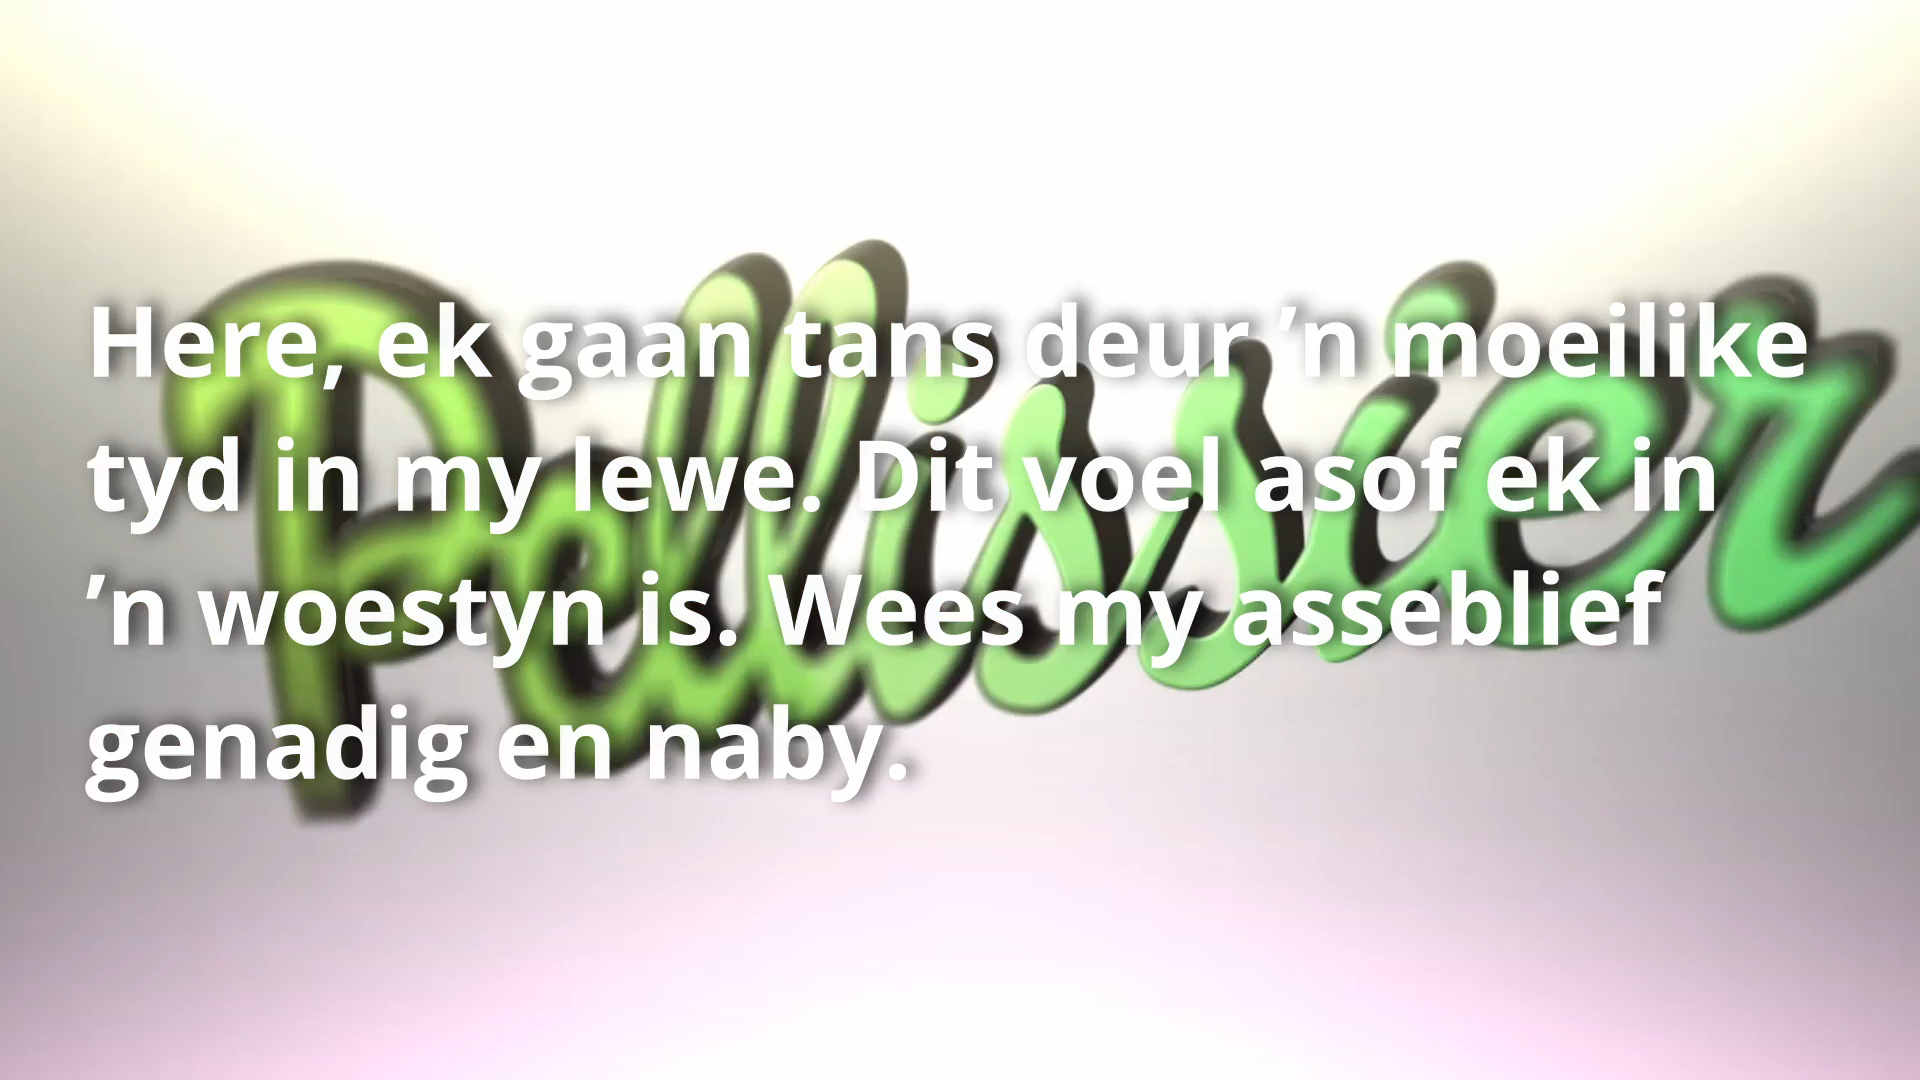 Pellissier
Here, ek gaan tans deur ’n moeilike
tyd in my lewe. Dit voel asof ek in
’n woestyn is. Wees my asseblief
genadig en naby.